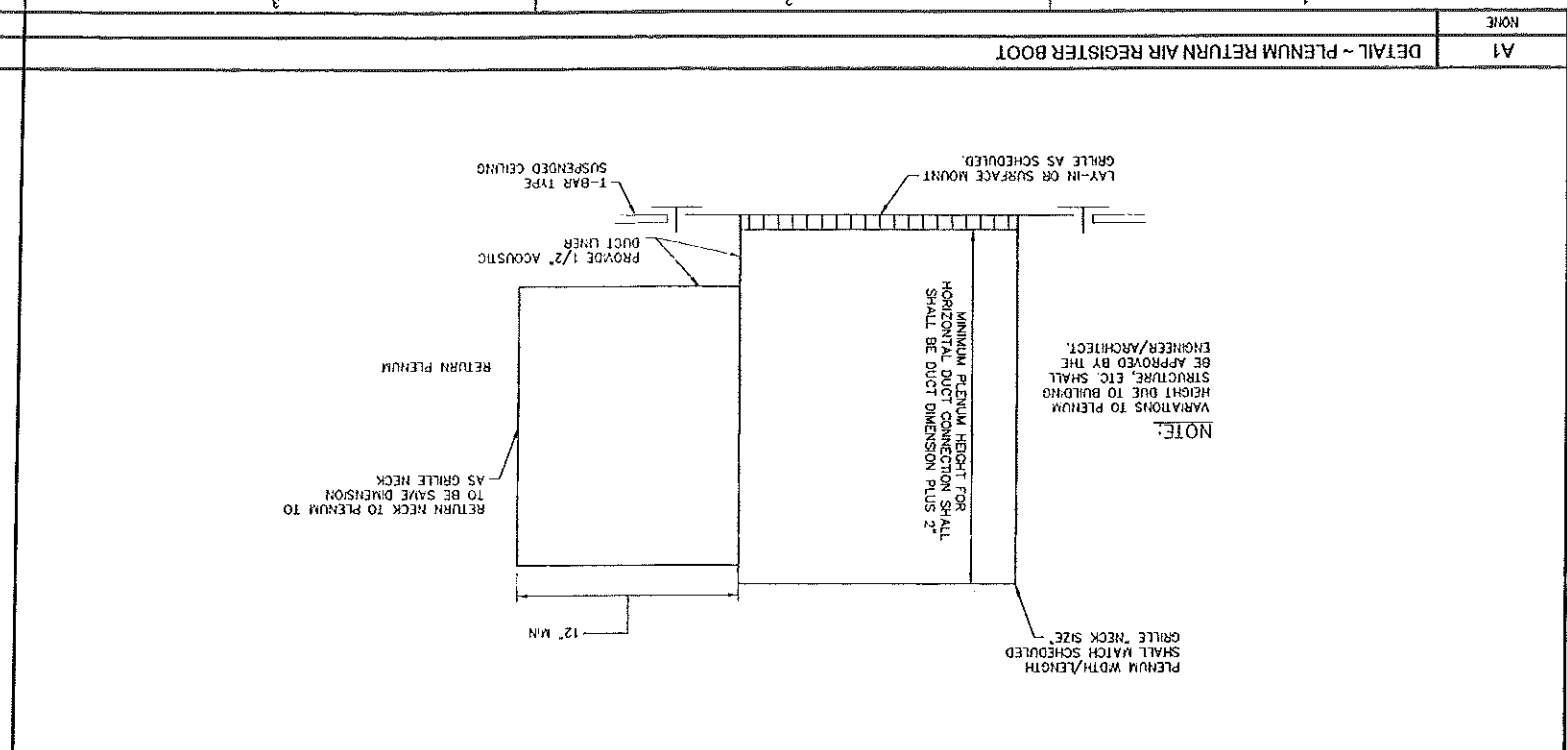 PLENUM WDTH/LENGTH
SHALL MATCH SCHEDULED
GRILLE "NECK SIZE"
12" MIN
NOTE:
VARIATIONS TO PLENUM
HEIGHT DUE TO BUILDING
STRUCTURE, ETC. SHALL
BE APPROVED BY THE
ENGINEER/ARCHITECT.
MINIMUM PLENUM HEIGHT FOR
HORIZONTAL DUCT CONNECTION SHALL
SHALL BE DUCT DIMENSION PLUS 2"
RETURN NECK TO PLENUM TO
TO BE SAVE DIMENSION
AS GRILLE NECK
RETURN PLENUM
PROVIDE 1/2" ACOUSTIC
DUCT LINER
LAY-IN OR SURFACE MOUNT
GRILLE AS SCHEDULED.
T-BAR TYPE
SUSPENDED CEILING
A1
DETAIL ~ PLENUM RETURN AIR REGISTER BOOT
NONE